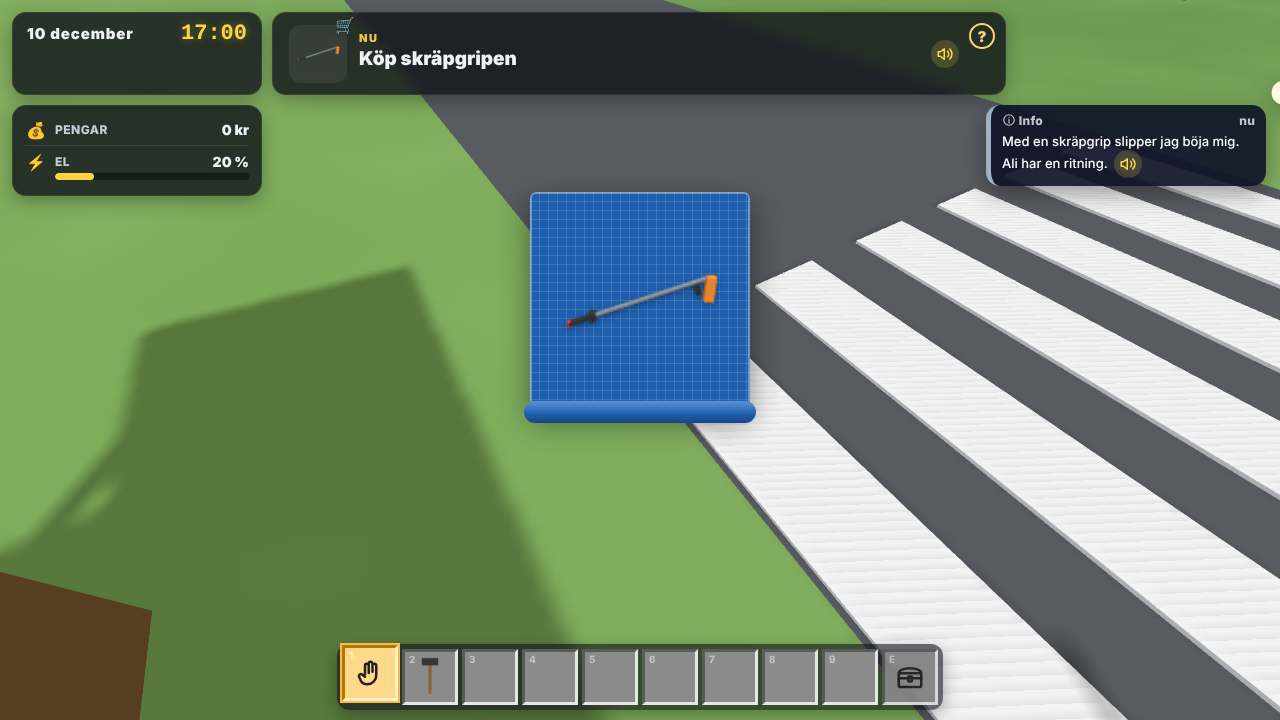 10 december
17:00
NU
Köp skräpgripen
?
PENGAR
0 kr
EL
20 %
Info
nu
Med en skräpgrip slipper jag böja mig.
Ali har en ritning.
2
3
4
5
6
7
8
9
E